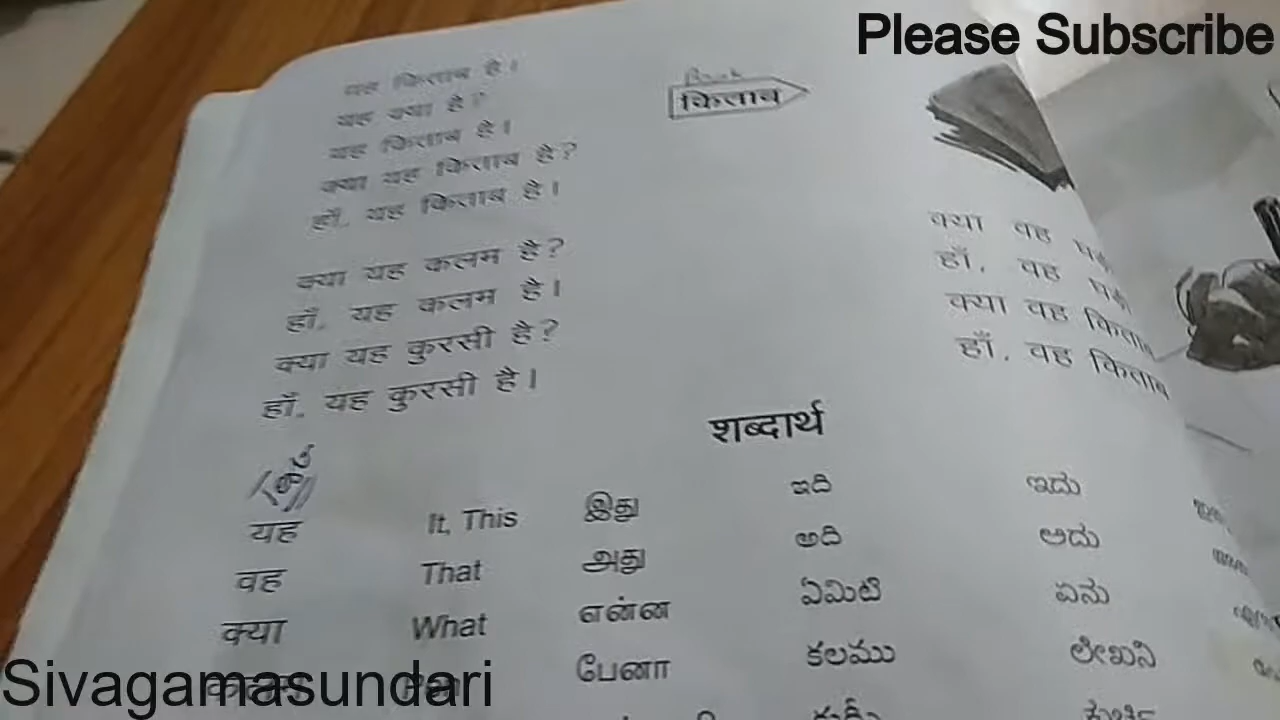 Please Subscribe
यह किताब है।
यह क्या है?
यह किताब है।
क्या यह किताब है?
हाँ, यह किताब है।
Book
किताब
क्या यह कलम है?
हाँ, यह कलम है।
क्या यह कुरसी है?
हाँ, यह कुरसी है।
क्या वह
हाँ, वह
क्या वह किताब
हाँ, वह किताब
शब्दार्थ
यह It, This இது ఇది ಇದು
वह That அது అది ಅದು
क्या What என்ன ఏమిటి ಏನು
कलम Pen பேனா కలము ಲೇಖನಿ
Sivagamasundari